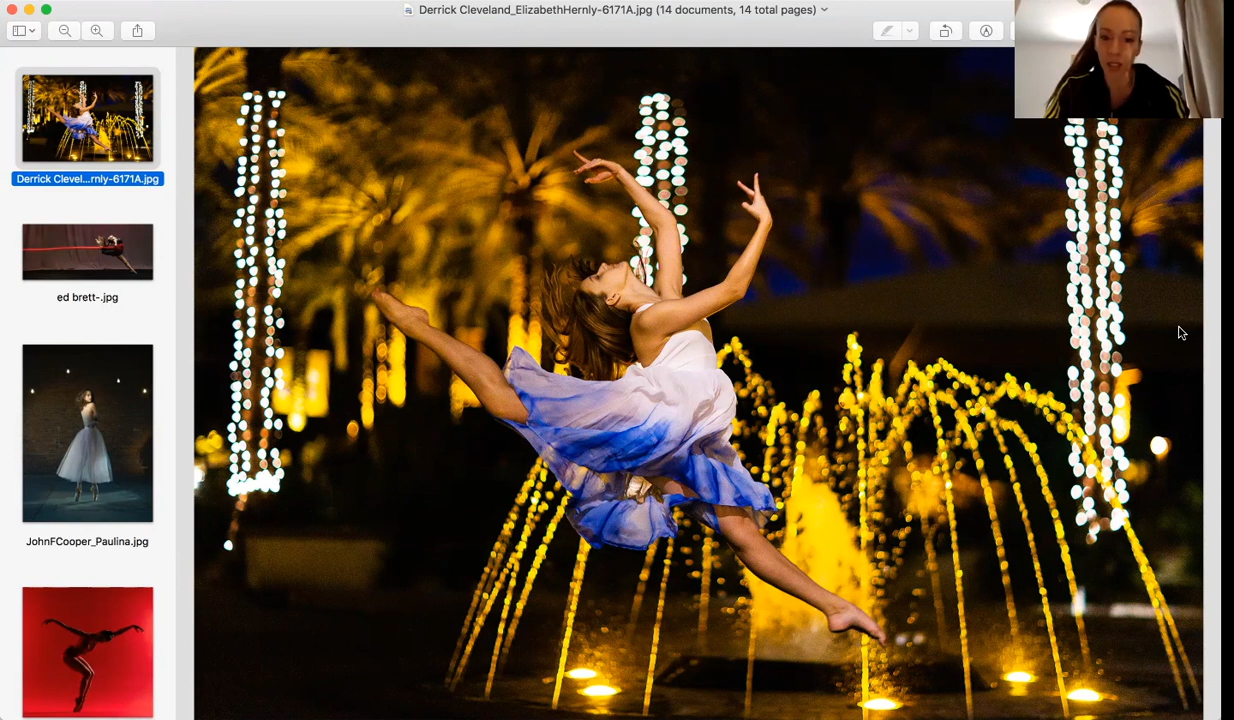 Derrick Cleveland_ElizabethHernly-6171A.jpg (14 documents, 14 total pages)
Derrick Clevel...rnly-6171A.jpg
ed brett-.jpg
JohnFCooper_Paulina.jpg